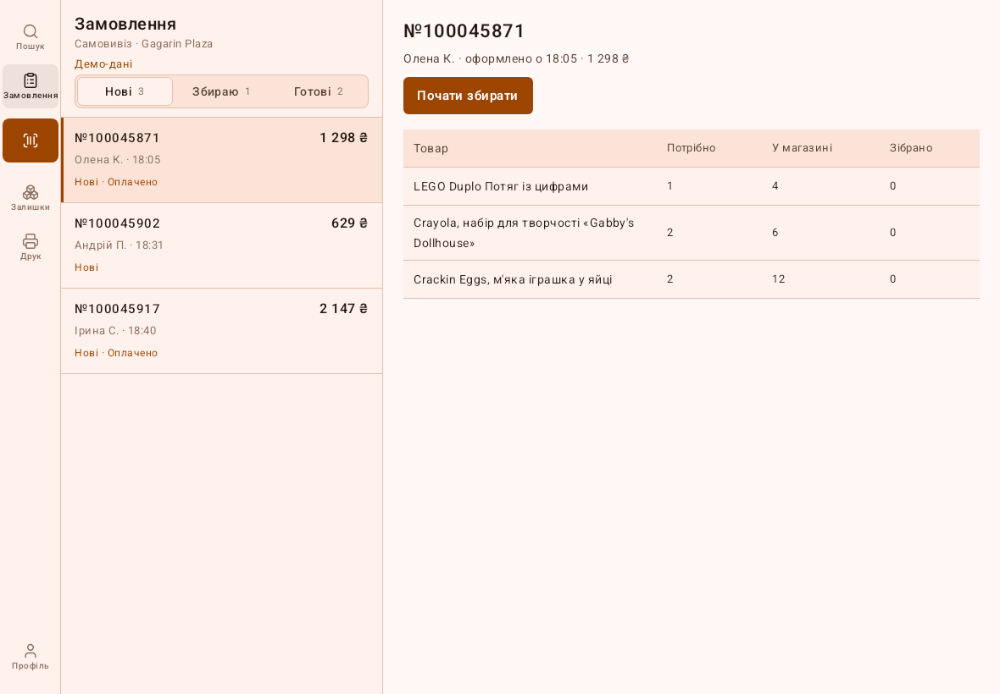 Пошук
Замовлення
Залишки
Друк
Профіль
Замовлення
Самовивіз · Gagarin Plaza
Демо-дані
Нові 3
Збираю 1
Готові 2
№100045871 1 298 ₴
Олена К. · 18:05
Нові · Оплачено
№100045902 629 ₴
Андрій П. · 18:31
Нові
№100045917 2 147 ₴
Ірина С. · 18:40
Нові · Оплачено
№100045871
Олена К. · оформлено о 18:05 · 1 298 ₴
Почати збирати
Товар Потрібно У магазині Зібрано
LEGO Duplo Потяг із цифрами 1 4 0
Crayola, набір для творчості «Gabby's
Dollhouse» 2 6 0
Crackin Eggs, м'яка іграшка у яйці 2 12 0